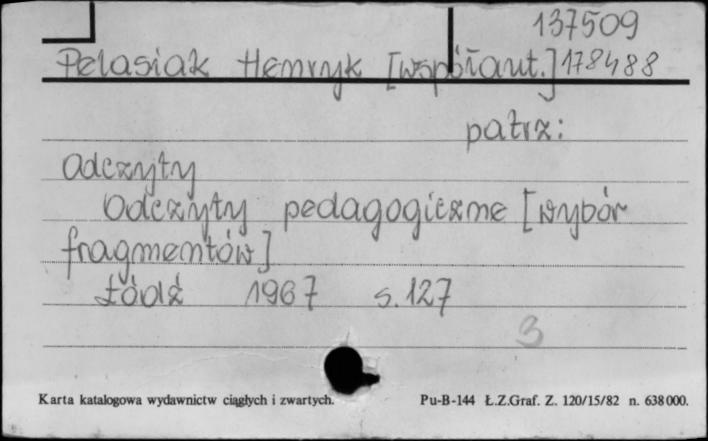 137509
Pelasiak Henryk [współaut.] 178488
patrz:
Odczyty
Odczyty pedagogiczne [wybór
fragmentów]
Łódź 1967 s. 127
3
Karta katalogowa wydawnictw ciągłych i zwartych. Pu-B-144 Ł.Z.Graf. Z. 120/15/82 n. 638000.